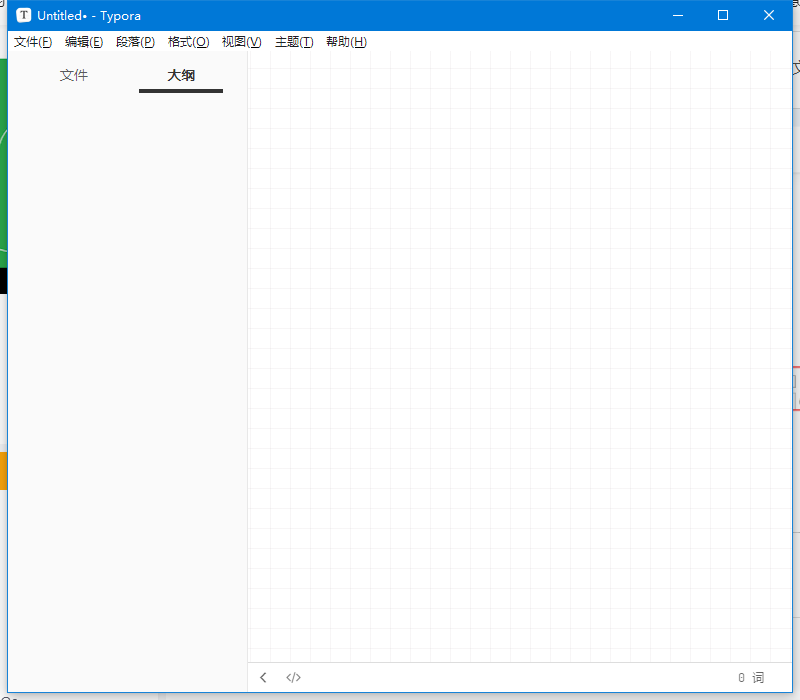 Untitled• - Typora
文件(F) 编辑(E) 段落(P) 格式(O) 视图(V) 主题(T) 帮助(H)
文件 大纲
</> 0 词